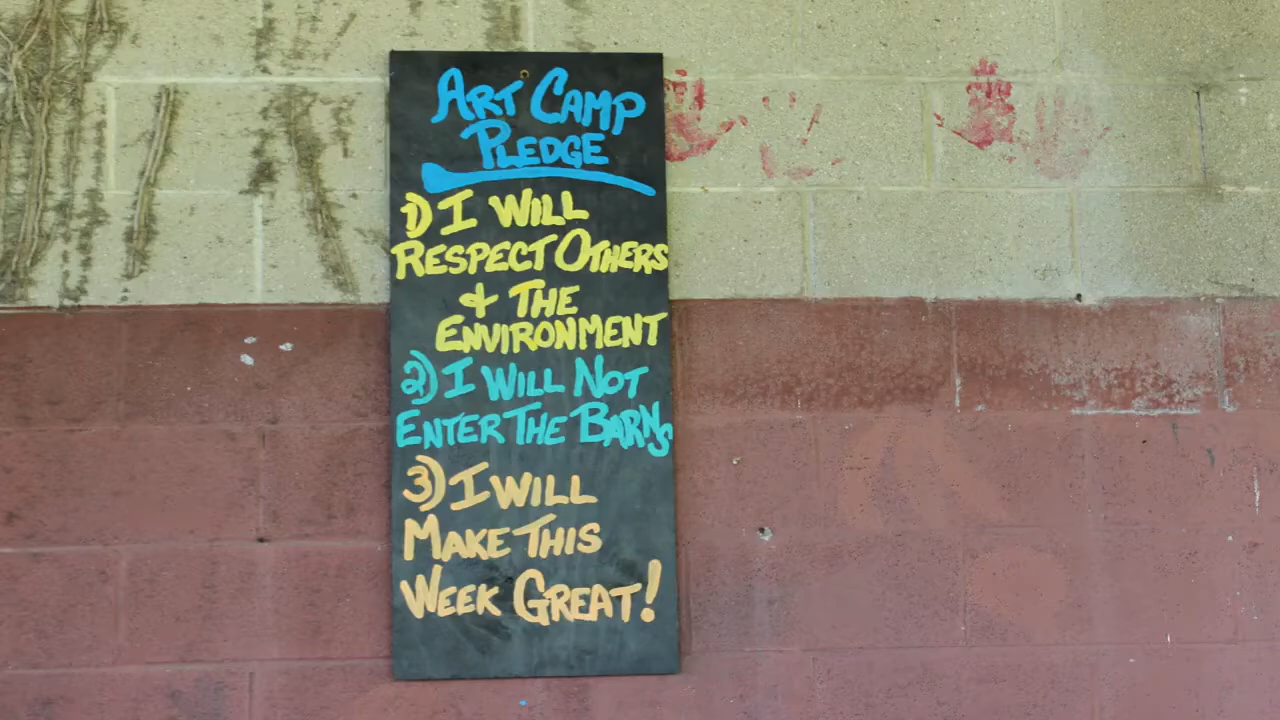 ART CAMP
PLEDGE
1) I WILL
RESPECT OTHERS
& THE
ENVIRONMENT
2) I WILL NOT
ENTER THE BARNS
3) I WILL
MAKE THIS
WEEK GREAT!